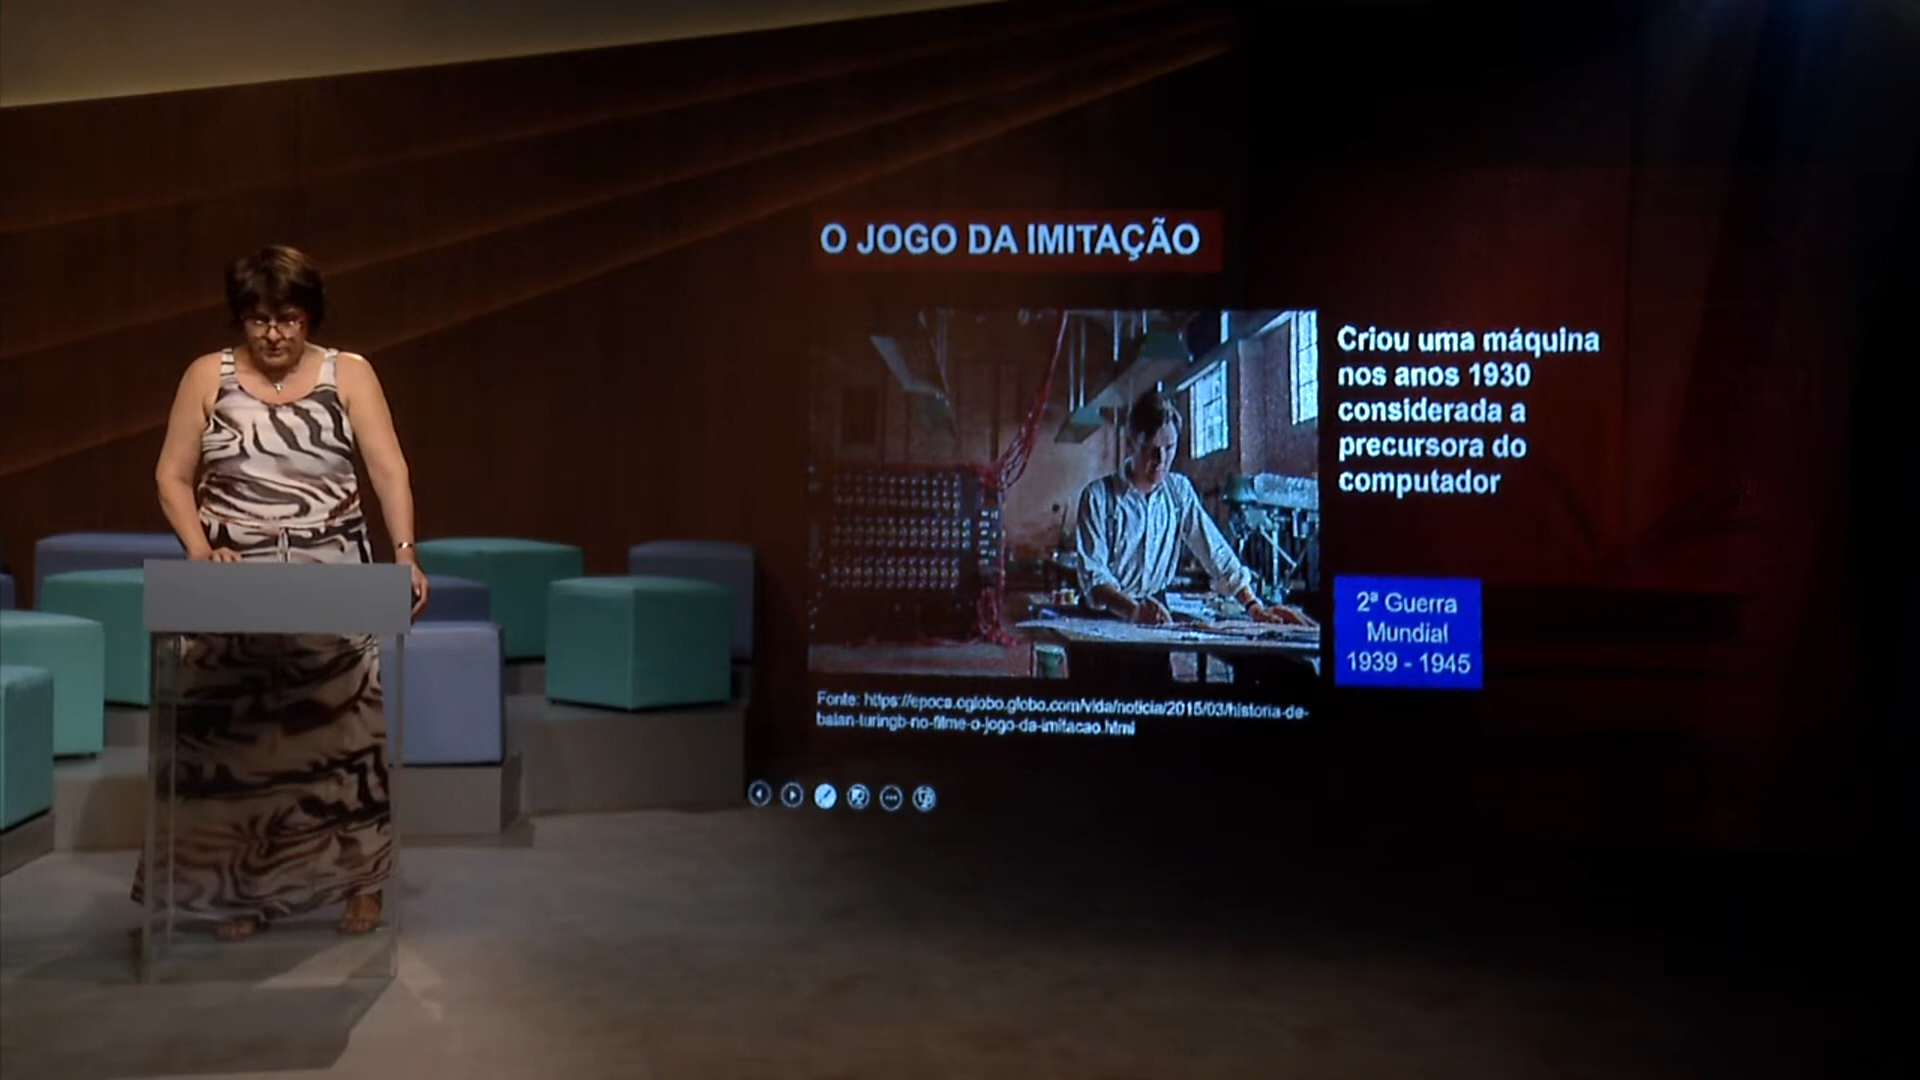 O JOGO DA IMITAÇÃO
Criou uma máquina
nos anos 1930
considerada a
precursora do
computador
2ª Guerra
Mundial
1939 - 1945
Fonte: https://epoca.oglobo.globo.com/vida/noticia/2015/03/historia-de-
balan-turingb-no-filme-o-jogo-da-imitacao.html